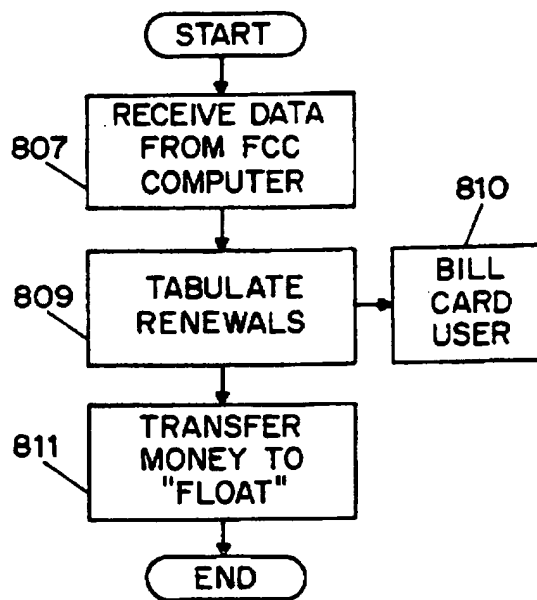 START
RECEIVE DATA
FROM FCC
COMPUTER
807
810
TABULATE
RENEWALS
809
BILL
CARD
USER
TRANSFER
MONEY TO
"FLOAT"
811
END